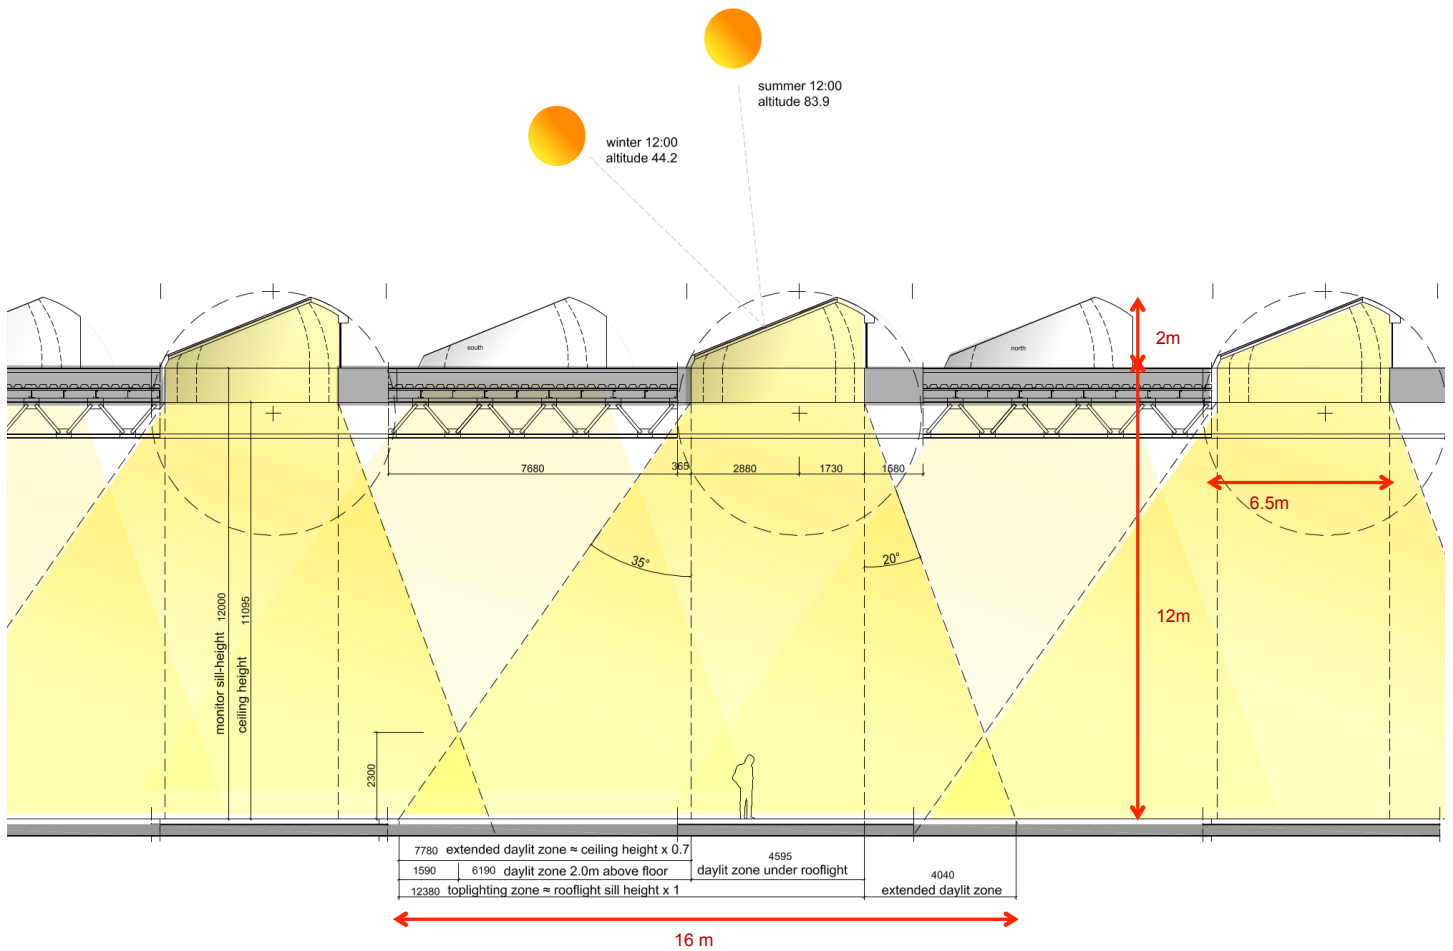 summer 12:00
altitude 83.9
winter 12:00
altitude 44.2
south
north
2m
7680
365
2880
1730
1580
6.5m
35°
20°
monitor sill-height 12000
ceiling height 11095
12m
2300
7780 extended daylit zone ≈ ceiling height x 0.7
1590 6190 daylit zone 2.0m above floor
12380 toplighting zone ≈ rooflight sill height x 1
4595
daylit zone under rooflight
4040
extended daylit zone
16 m